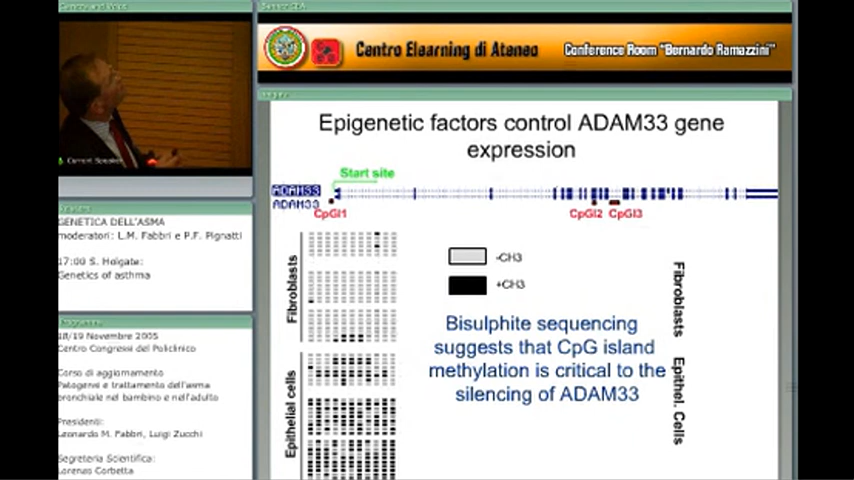 Centro Elearning di Ateneo
Conference Room "Bernardo Ramazzini"
Current Speaker
GENETICA DELL'ASMA
moderatori: L.M. Fabbri e P.F. Pignatti
17:00 S. Holgate:
Genetics of asthma
Programma
18/19 Novembre 2005
Centro Congressi del Policlinico
Corso di aggiornamento
Patogenesi e trattamento dell'asma
bronchiale nel bambino e nell'adulto
Presidenti:
Leonardo M. Fabbri, Luigi Zucchi
Segreteria Scientifica:
Lorenzo Corbetta
Epigenetic factors control ADAM33 gene
expression
Start site
ADAM33
ADAM33
CpGI1
CpGI2
CpGI3
Fibroblasts
Epithelial cells
-CH3
+CH3
Bisulphite sequencing
suggests that CpG island
methylation is critical to the
silencing of ADAM33
Fibroblasts
Epithel. Cells